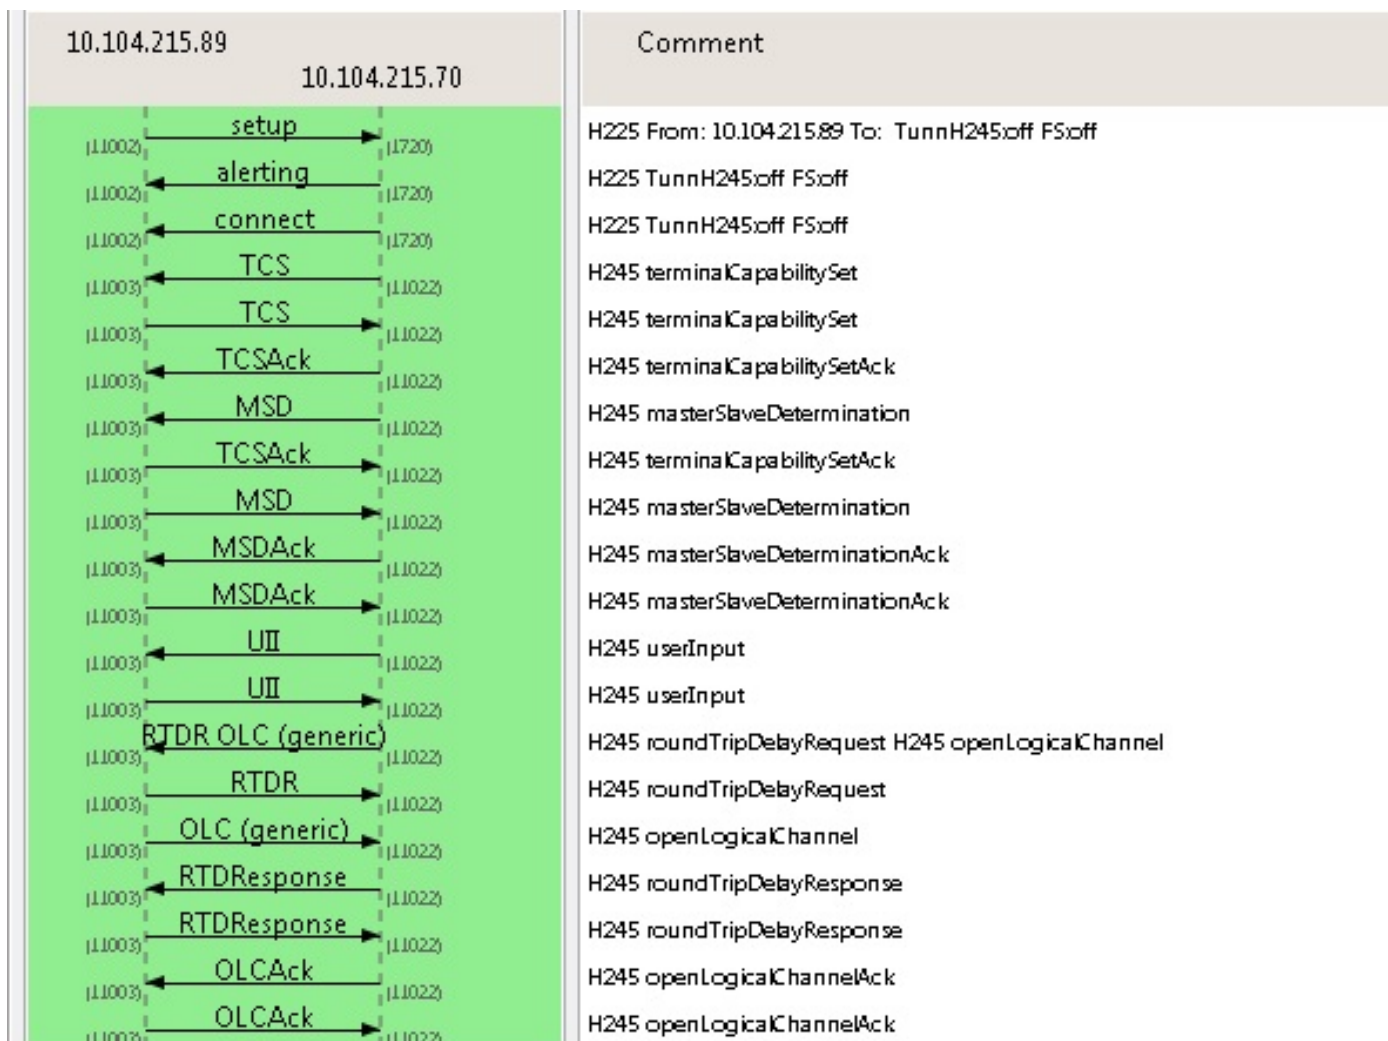 10.104.215.89
10.104.215.70
Comment
setup
(11002) (1720)
H225 From: 10.104.215.89 To: TunnH245:off FS:off
alerting
(11002) (1720)
H225 TunnH245:off FS:off
connect
(11002) (1720)
H225 TunnH245:off FS:off
TCS
(11003) (11022)
H245 terminalCapabilitySet
TCS
(11003) (11022)
H245 terminalCapabilitySet
TCSAck
(11003) (11022)
H245 terminalCapabilitySetAck
MSD
(11003) (11022)
H245 masterSlaveDetermination
TCSAck
(11003) (11022)
H245 terminalCapabilitySetAck
MSD
(11003) (11022)
H245 masterSlaveDetermination
MSDAck
(11003) (11022)
H245 masterSlaveDeterminationAck
MSDAck
(11003) (11022)
H245 masterSlaveDeterminationAck
UII
(11003) (11022)
H245 userInput
UII
(11003) (11022)
H245 userInput
RTDR OLC (generic)
(11003) (11022)
H245 roundTripDelayRequest H245 openLogicalChannel
RTDR
(11003) (11022)
H245 roundTripDelayRequest
OLC (generic)
(11003) (11022)
H245 openLogicalChannel
RTDResponse
(11003) (11022)
H245 roundTripDelayResponse
RTDResponse
(11003) (11022)
H245 roundTripDelayResponse
OLCAck
(11003) (11022)
H245 openLogicalChannelAck
OLCAck
(11003) (11022)
H245 openLogicalChannelAck